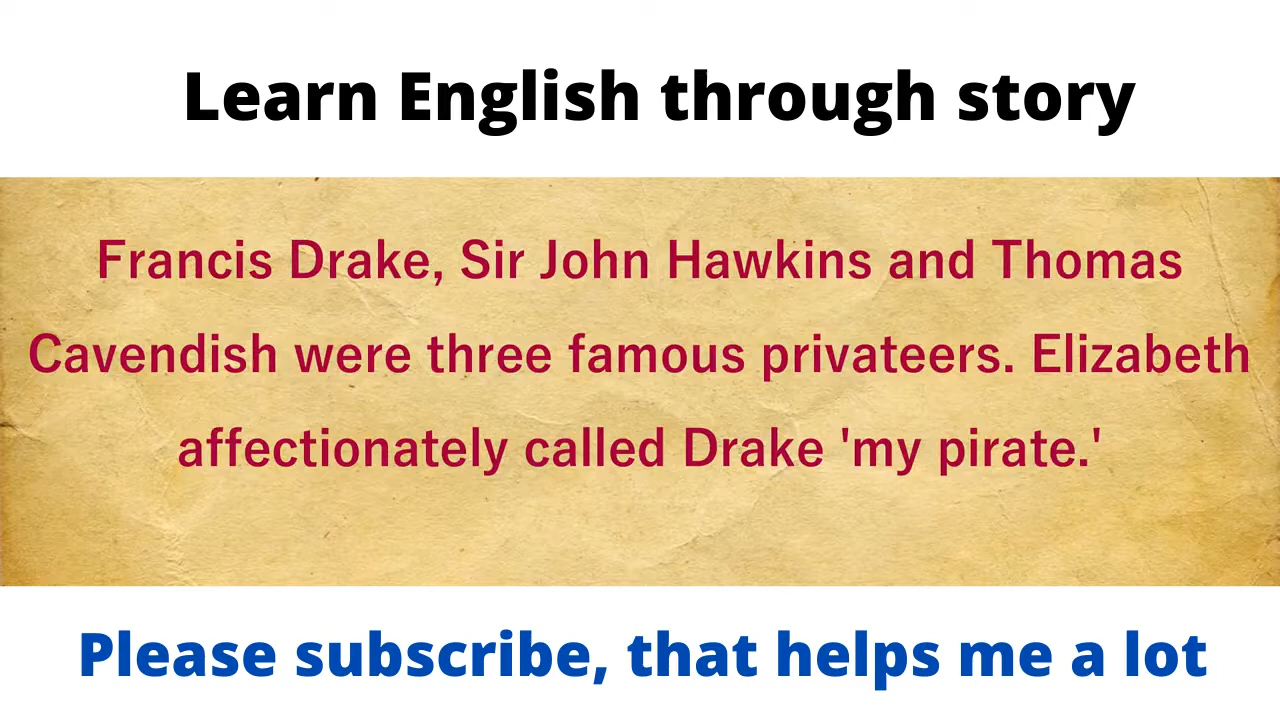 Learn English through story
Francis Drake, Sir John Hawkins and Thomas
Cavendish were three famous privateers. Elizabeth
affectionately called Drake 'my pirate.'
Please subscribe, that helps me a lot